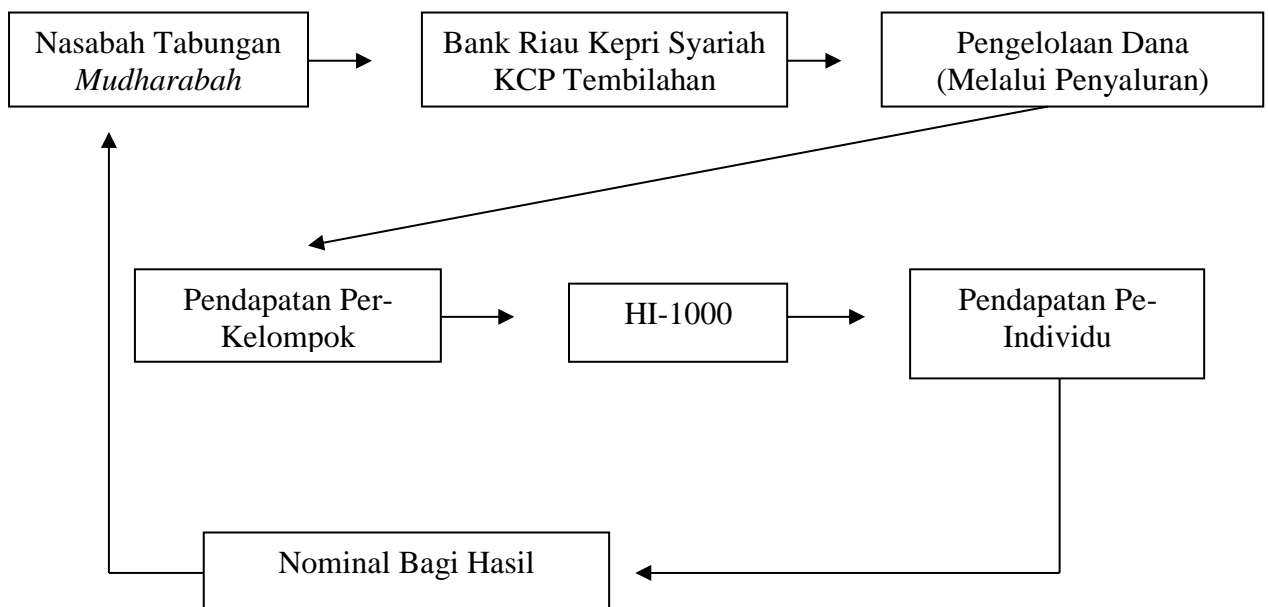 Nasabah Tabungan
Mudharabah
Bank Riau Kepri Syariah
KCP Tembilahan
Pengelolaan Dana
(Melalui Penyaluran)
Pendapatan Per-
Kelompok
HI-1000
Pendapatan Pe-
Individu
Nominal Bagi Hasil